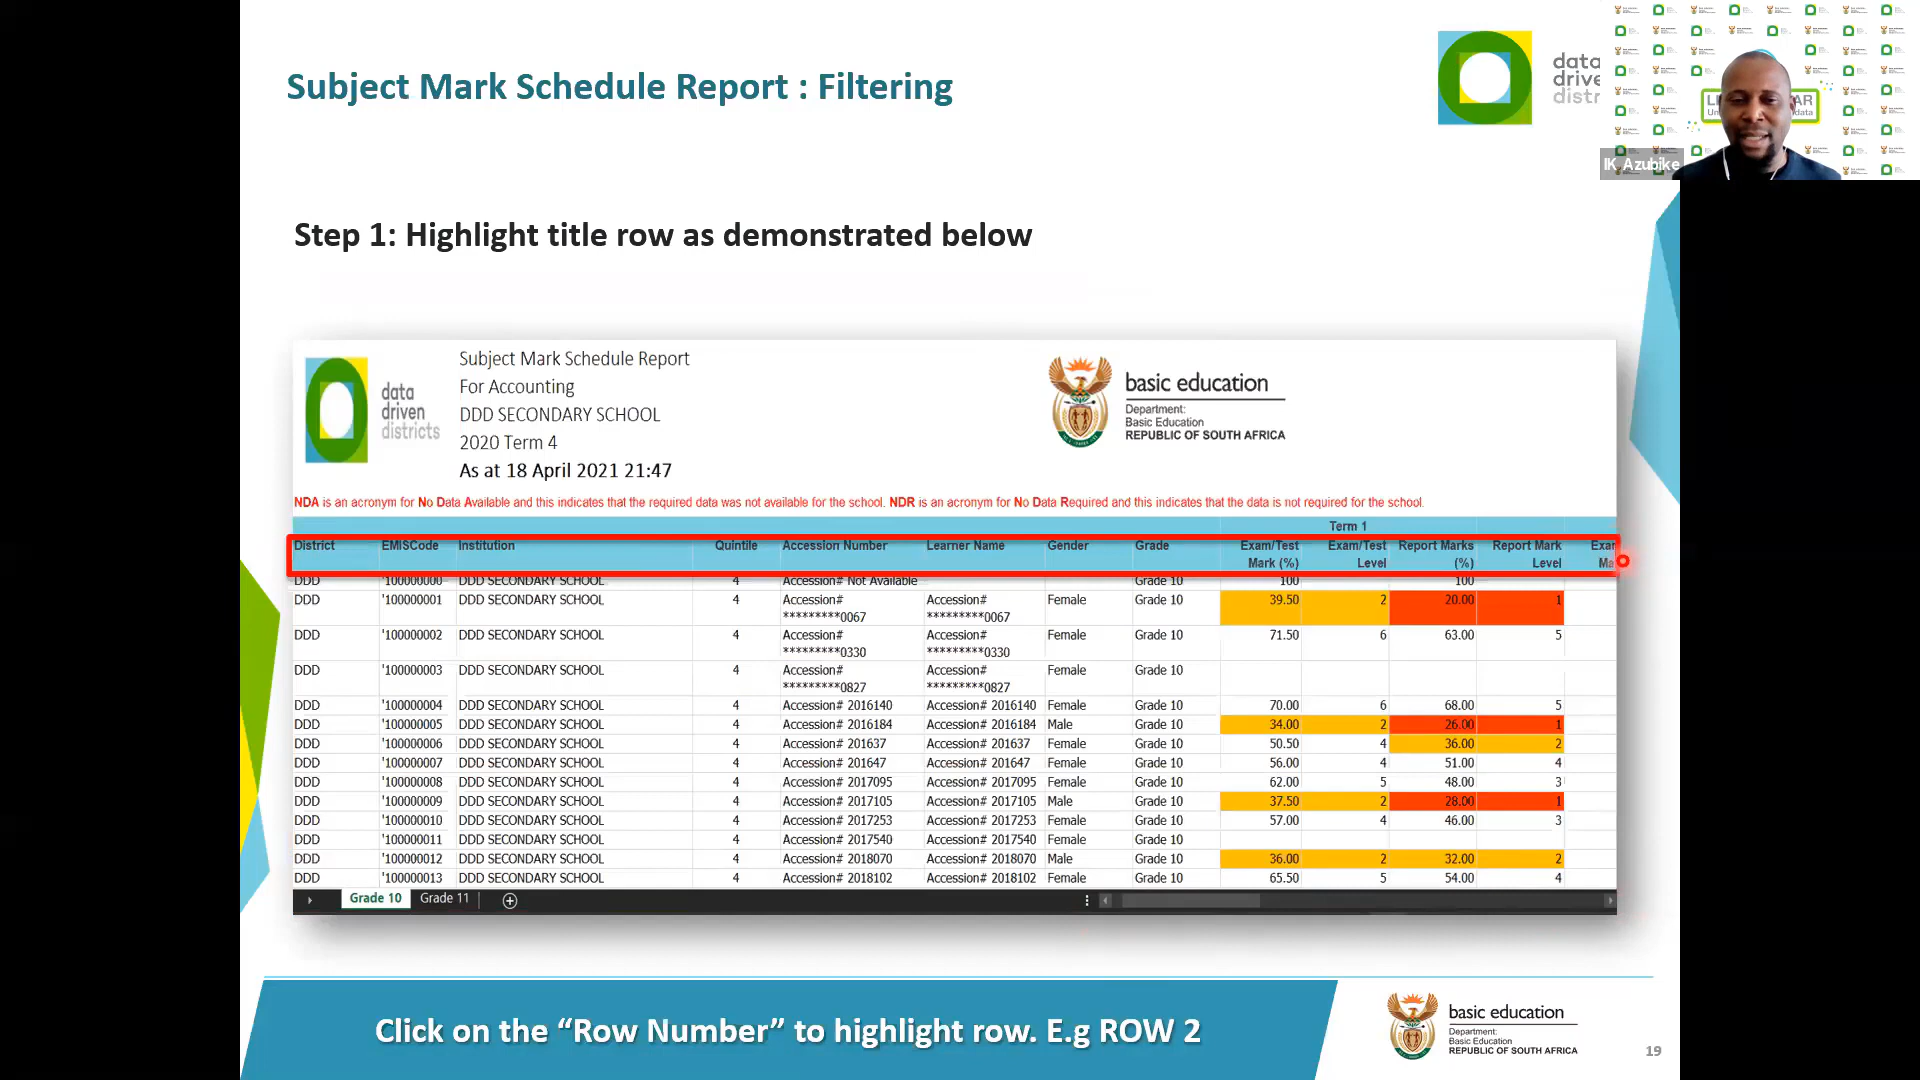 Subject Mark Schedule Report : Filtering
data
drive
distr
IK Azubike
Step 1: Highlight title row as demonstrated below
data
driven
districts
Subject Mark Schedule Report
For Accounting
DDD SECONDARY SCHOOL
2020 Term 4
As at 18 April 2021 21:47
basic education
Department:
Basic Education
REPUBLIC OF SOUTH AFRICA
NDA is an acronym for No Data Available and this indicates that the required data was not available for the school. NDR is an acronym for No Data Required and this indicates that the data is not required for the school.
Term 1
District EMISCode Institution Quintile Accession Number Learner Name Gender Grade Exam/Test Exam/Test Report Marks Report Mark Exam
Mark (%) Level (%) Level Ma
DDD '100000000 DDD SECONDARY SCHOOL 4 Accession# Not Available Grade 10 100 100
DDD '100000001 DDD SECONDARY SCHOOL 4 Accession# Accession# Female Grade 10 39.50 2 20.00 1
*********0067 *********0067
DDD '100000002 DDD SECONDARY SCHOOL 4 Accession# Accession# Female Grade 10 71.50 6 63.00 5
*********0330 *********0330
DDD '100000003 DDD SECONDARY SCHOOL 4 Accession# Accession# Female Grade 10
*********0827 *********0827
DDD '100000004 DDD SECONDARY SCHOOL 4 Accession# 2016140 Accession# 2016140 Female Grade 10 70.00 6 68.00 5
DDD '100000005 DDD SECONDARY SCHOOL 4 Accession# 2016184 Accession# 2016184 Male Grade 10 34.00 2 26.00 1
DDD '100000006 DDD SECONDARY SCHOOL 4 Accession# 201637 Accession# 201637 Female Grade 10 50.50 4 36.00 2
DDD '100000007 DDD SECONDARY SCHOOL 4 Accession# 201647 Accession# 201647 Female Grade 10 56.00 4 51.00 4
DDD '100000008 DDD SECONDARY SCHOOL 4 Accession# 2017095 Accession# 2017095 Female Grade 10 62.00 5 48.00 3
DDD '100000009 DDD SECONDARY SCHOOL 4 Accession# 2017105 Accession# 2017105 Male Grade 10 37.50 2 28.00 1
DDD '100000010 DDD SECONDARY SCHOOL 4 Accession# 2017253 Accession# 2017253 Female Grade 10 57.00 4 46.00 3
DDD '100000011 DDD SECONDARY SCHOOL 4 Accession# 2017540 Accession# 2017540 Female Grade 10
DDD '100000012 DDD SECONDARY SCHOOL 4 Accession# 2018070 Accession# 2018070 Male Grade 10 36.00 2 32.00 2
DDD '100000013 DDD SECONDARY SCHOOL 4 Accession# 2018102 Accession# 2018102 Female Grade 10 65.50 5 54.00 4
Grade 10 Grade 11
Click on the “Row Number” to highlight row. E.g ROW 2
basic education
Department:
Basic Education
REPUBLIC OF SOUTH AFRICA
19